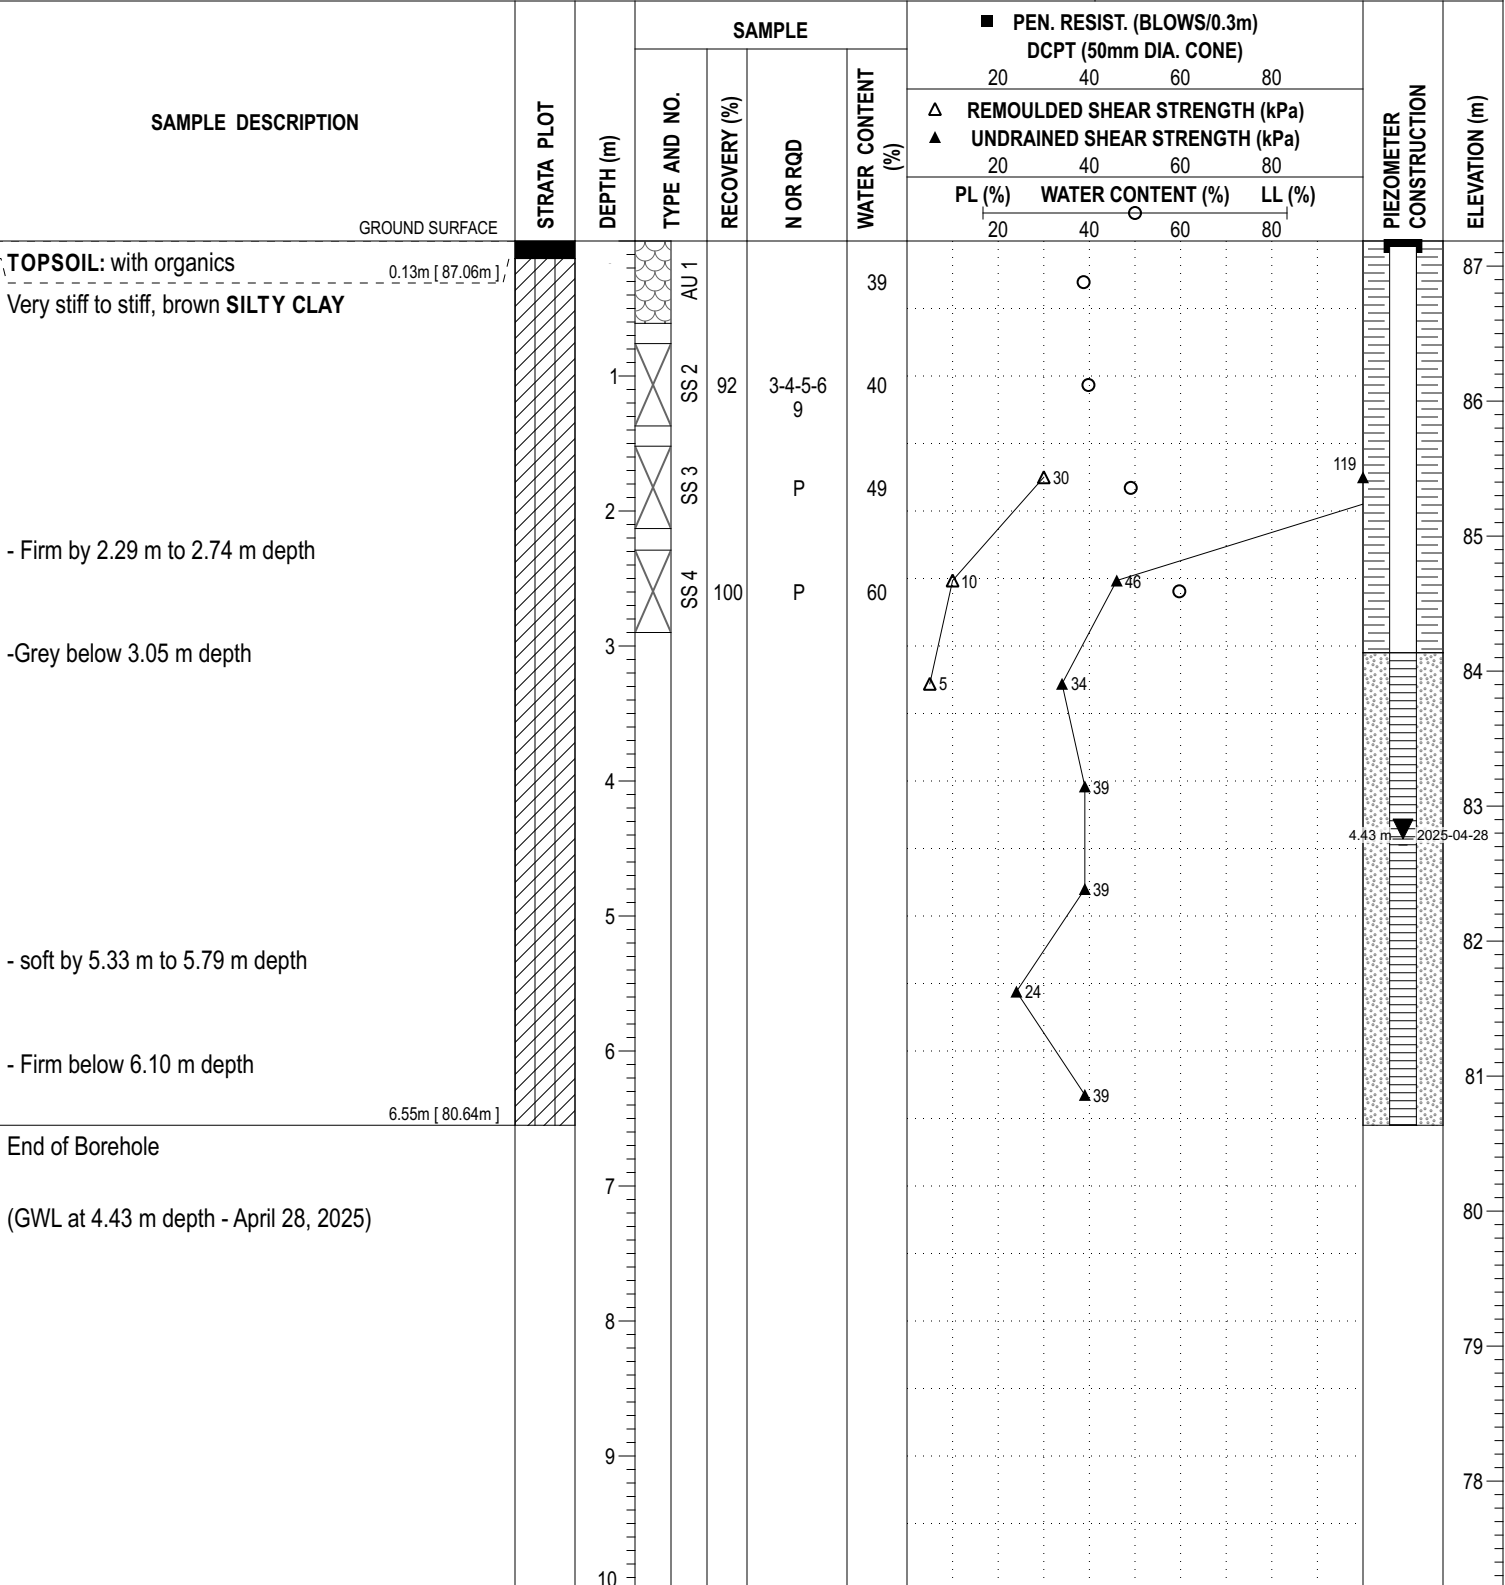 SAMPLE DESCRIPTION
GROUND SURFACE
STRATA PLOT
DEPTH (m)
SAMPLE
TYPE AND NO.
RECOVERY (%)
N OR RQD
WATER CONTENT
(%)
■ PEN. RESIST. (BLOWS/0.3m)
DCPT (50mm DIA. CONE)
20 40 60 80
△ REMOULDED SHEAR STRENGTH (kPa)
▲ UNDRAINED SHEAR STRENGTH (kPa)
20 40 60 80
PL (%) WATER CONTENT (%) LL (%)
20 40 60 80
PIEZOMETER
CONSTRUCTION
ELEVATION (m)
TOPSOIL: with organics
0.13m [ 87.06m ]
Very stiff to stiff, brown SILTY CLAY
- Firm by 2.29 m to 2.74 m depth
-Grey below 3.05 m depth
- soft by 5.33 m to 5.79 m depth
- Firm below 6.10 m depth
6.55m [ 80.64m ]
End of Borehole
(GWL at 4.43 m depth - April 28, 2025)
1
2
3
4
5
6
7
8
9
10
AU 1
39
SS 2
92
3-4-5-6
9
40
SS 3
P
49
SS 4
100
P
60
119
30
10
46
5
34
39
39
24
39
4.43 m
2025-04-28
87
86
85
84
83
82
81
80
79
78